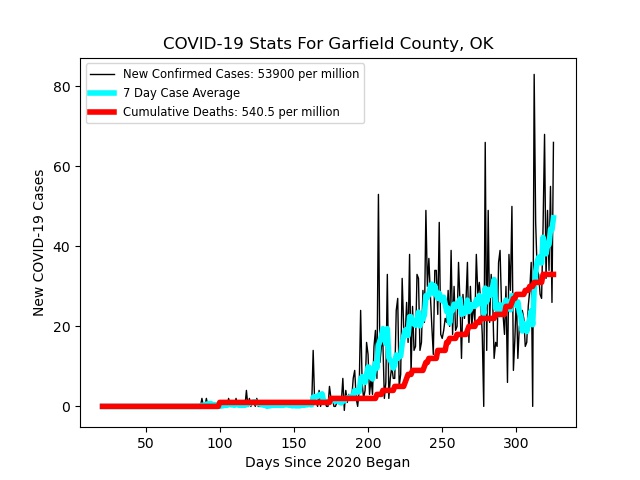 COVID-19 Stats For Garfield County, OK
New Confirmed Cases: 53900 per million
7 Day Case Average
Cumulative Deaths: 540.5 per million
80
60
40
20
0
New COVID-19 Cases
50
100
150
200
250
300
Days Since 2020 Began